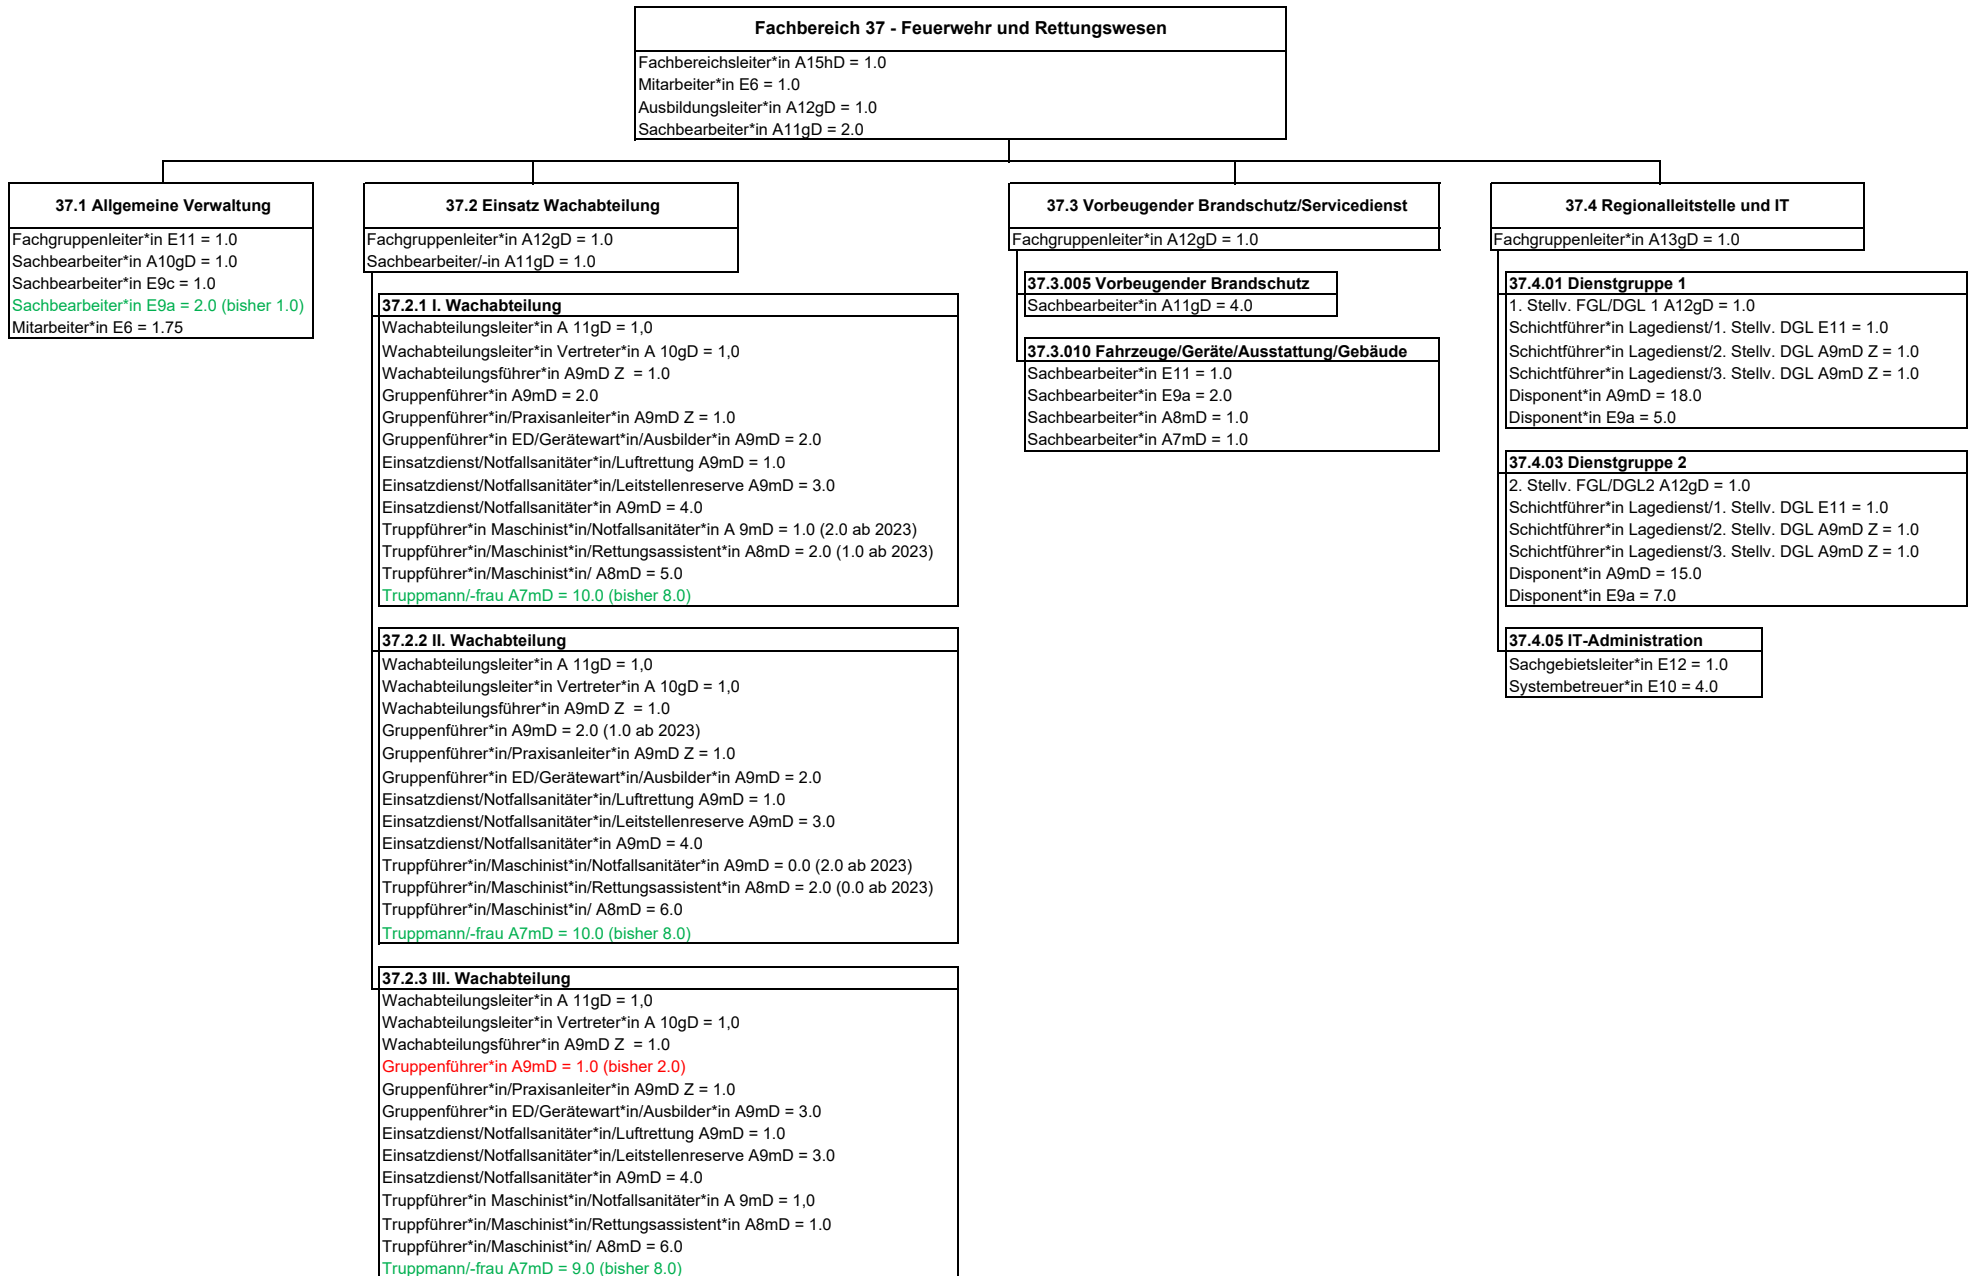 Fachbereich 37 - Feuerwehr und Rettungswesen
Fachbereichsleiter*in A15hD = 1.0
Mitarbeiter*in E6 = 1.0
Ausbildungsleiter*in A12gD = 1.0
Sachbearbeiter*in A11gD = 2.0
37.1 Allgemeine Verwaltung
Fachgruppenleiter*in E11 = 1.0
Sachbearbeiter*in A10gD = 1.0
Sachbearbeiter*in E9c = 1.0
Sachbearbeiter*in E9a = 2.0 (bisher 1.0)
Mitarbeiter*in E6 = 1.75
37.2 Einsatz Wachabteilung
Fachgruppenleiter*in A12gD = 1.0
Sachbearbeiter/-in A11gD = 1.0
37.2.1 I. Wachabteilung
Wachabteilungsleiter*in A 11gD = 1,0
Wachabteilungsleiter*in Vertreter*in A 10gD = 1,0
Wachabteilungsführer*in A9mD Z  = 1.0
Gruppenführer*in A9mD = 2.0
Gruppenführer*in/Praxisanleiter*in A9mD Z = 1.0
Gruppenführer*in ED/Gerätewart*in/Ausbilder*in A9mD = 2.0
Einsatzdienst/Notfallsanitäter*in/Luftrettung A9mD = 1.0
Einsatzdienst/Notfallsanitäter*in/Leitstellenreserve A9mD = 3.0
Einsatzdienst/Notfallsanitäter*in A9mD = 4.0
Truppführer*in Maschinist*in/Notfallsanitäter*in A 9mD = 1.0 (2.0 ab 2023)
Truppführer*in/Maschinist*in/Rettungsassistent*in A8mD = 2.0 (1.0 ab 2023)
Truppführer*in/Maschinist*in/ A8mD = 5.0
Truppmann/-frau A7mD = 10.0 (bisher 8.0)
37.2.2 II. Wachabteilung
Wachabteilungsleiter*in A 11gD = 1,0
Wachabteilungsleiter*in Vertreter*in A 10gD = 1,0
Wachabteilungsführer*in A9mD Z  = 1.0
Gruppenführer*in A9mD = 2.0 (1.0 ab 2023)
Gruppenführer*in/Praxisanleiter*in A9mD Z = 1.0
Gruppenführer*in ED/Gerätewart*in/Ausbilder*in A9mD = 2.0
Einsatzdienst/Notfallsanitäter*in/Luftrettung A9mD = 1.0
Einsatzdienst/Notfallsanitäter*in/Leitstellenreserve A9mD = 3.0
Einsatzdienst/Notfallsanitäter*in A9mD = 4.0
Truppführer*in/Maschinist*in/Notfallsanitäter*in A9mD = 0.0 (2.0 ab 2023)
Truppführer*in/Maschinist*in/Rettungsassistent*in A8mD = 2.0 (0.0 ab 2023)
Truppführer*in/Maschinist*in/ A8mD = 6.0
Truppmann/-frau A7mD = 10.0 (bisher 8.0)
37.2.3 III. Wachabteilung
Wachabteilungsleiter*in A 11gD = 1,0
Wachabteilungsleiter*in Vertreter*in A 10gD = 1,0
Wachabteilungsführer*in A9mD Z  = 1.0
Gruppenführer*in A9mD = 1.0 (bisher 2.0)
Gruppenführer*in/Praxisanleiter*in A9mD Z = 1.0
Gruppenführer*in ED/Gerätewart*in/Ausbilder*in A9mD = 3.0
Einsatzdienst/Notfallsanitäter*in/Luftrettung A9mD = 1.0
Einsatzdienst/Notfallsanitäter*in/Leitstellenreserve A9mD = 3.0
Einsatzdienst/Notfallsanitäter*in A9mD = 4.0
Truppführer*in Maschinist*in/Notfallsanitäter*in A 9mD = 1,0
Truppführer*in/Maschinist*in/Rettungsassistent*in A8mD = 1.0
Truppführer*in/Maschinist*in/ A8mD = 6.0
Truppmann/-frau A7mD = 9.0 (bisher 8.0)
37.3 Vorbeugender Brandschutz/Servicedienst
Fachgruppenleiter*in A12gD = 1.0
37.3.005 Vorbeugender Brandschutz
Sachbearbeiter*in A11gD = 4.0
37.3.010 Fahrzeuge/Geräte/Ausstattung/Gebäude
Sachbearbeiter*in E11 = 1.0
Sachbearbeiter*in E9a = 2.0
Sachbearbeiter*in A8mD = 1.0
Sachbearbeiter*in A7mD = 1.0
37.4 Regionalleitstelle und IT
Fachgruppenleiter*in A13gD = 1.0
37.4.01 Dienstgruppe 1
1. Stellv. FGL/DGL 1 A12gD = 1.0
Schichtführer*in Lagedienst/1. Stellv. DGL E11 = 1.0
Schichtführer*in Lagedienst/2. Stellv. DGL A9mD Z = 1.0
Schichtführer*in Lagedienst/3. Stellv. DGL A9mD Z = 1.0
Disponent*in A9mD = 18.0
Disponent*in E9a = 5.0
37.4.03 Dienstgruppe 2
2. Stellv. FGL/DGL2 A12gD = 1.0
Schichtführer*in Lagedienst/1. Stellv. DGL E11 = 1.0
Schichtführer*in Lagedienst/2. Stellv. DGL A9mD Z = 1.0
Schichtführer*in Lagedienst/3. Stellv. DGL A9mD Z = 1.0
Disponent*in A9mD = 15.0
Disponent*in E9a = 7.0
37.4.05 IT-Administration
Sachgebietsleiter*in E12 = 1.0
Systembetreuer*in E10 = 4.0